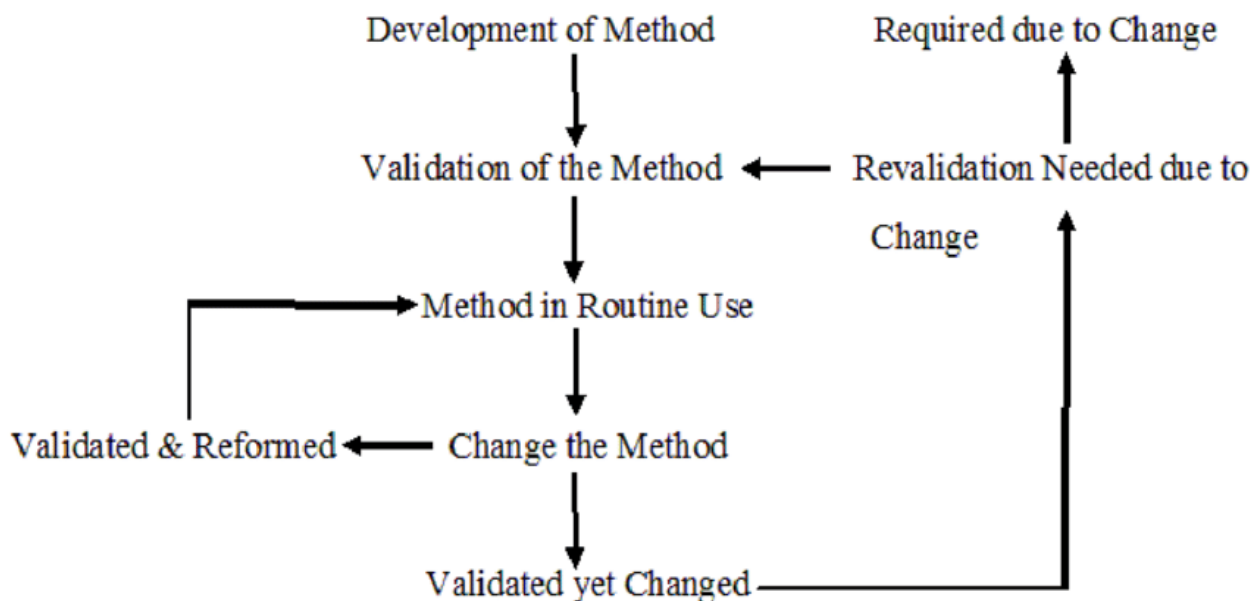 Development of Method
Required due to Change
Validation of the Method
Revalidation Needed due to
Change
Method in Routine Use
Validated & Reformed
Change the Method
Validated yet Changed